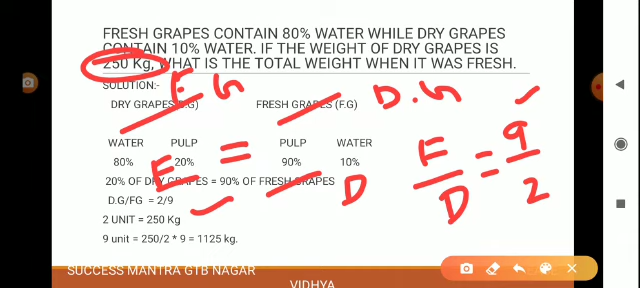 FRESH GRAPES CONTAIN 80% WATER WHILE DRY GRAPES
CONTAIN 10% WATER. IF THE WEIGHT OF DRY GRAPES IS
250 Kg, WHAT IS THE TOTAL WEIGHT WHEN IT WAS FRESH.
SOLUTION:-
F G D.G
DRY GRAPES(D.G) FRESH GRAPES (F.G)
WATER PULP PULP WATER
80% 20% 90% 10%
F = D
F/D = 9/2
20% OF DRY GRAPES = 90% OF FRESH GRAPES
D.G/FG = 2/9
2 UNIT = 250 Kg
9 unit = 250/2 * 9 = 1125 kg.
SUCCESS MANTRA GTB NAGAR
VIDHYA